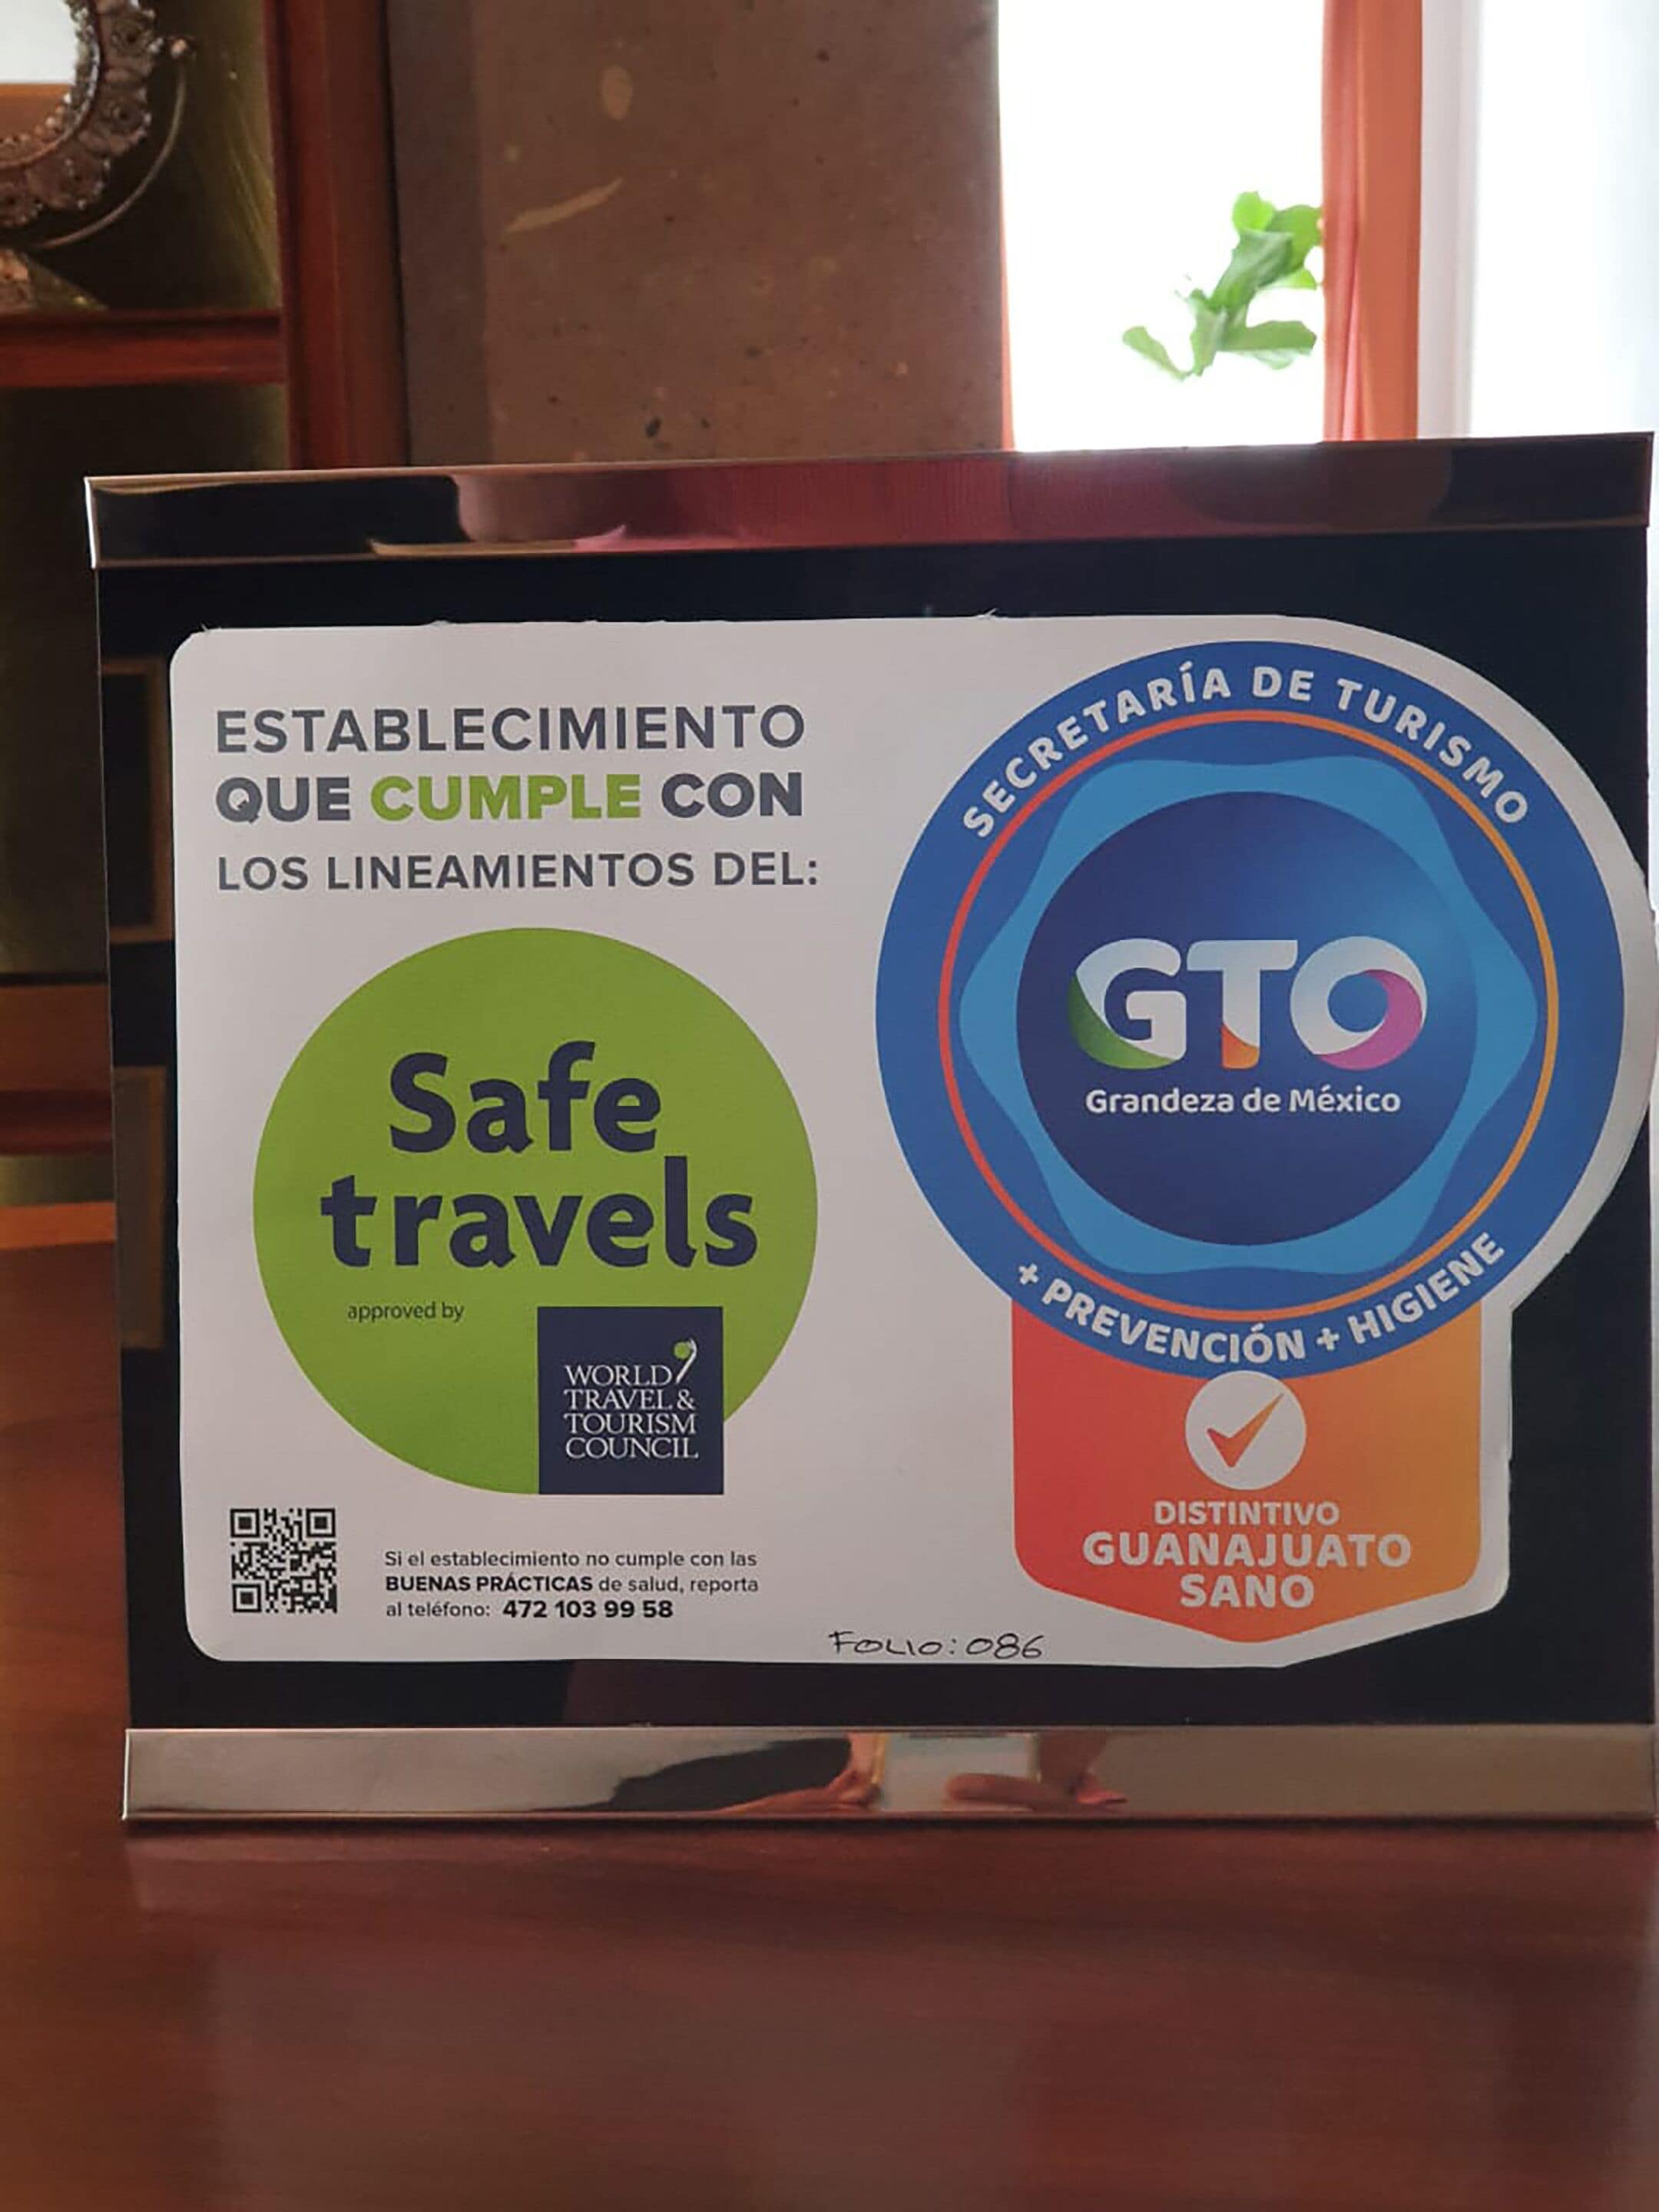 ESTABLECIMIENTO
QUE CUMPLE CON
LOS LINEAMIENTOS DEL:
Safe
travels
approved by
WORLD
TRAVEL &
TOURISM
COUNCIL
Si el establecimiento no cumple con las
BUENAS PRÁCTICAS de salud, reporta
al teléfono: 472 103 99 58
FOLIO: 086
SECRETARÍA DE TURISMO
GTO
Grandeza de México
+ PREVENCIÓN + HIGIENE
DISTINTIVO
GUANAJUATO
SANO